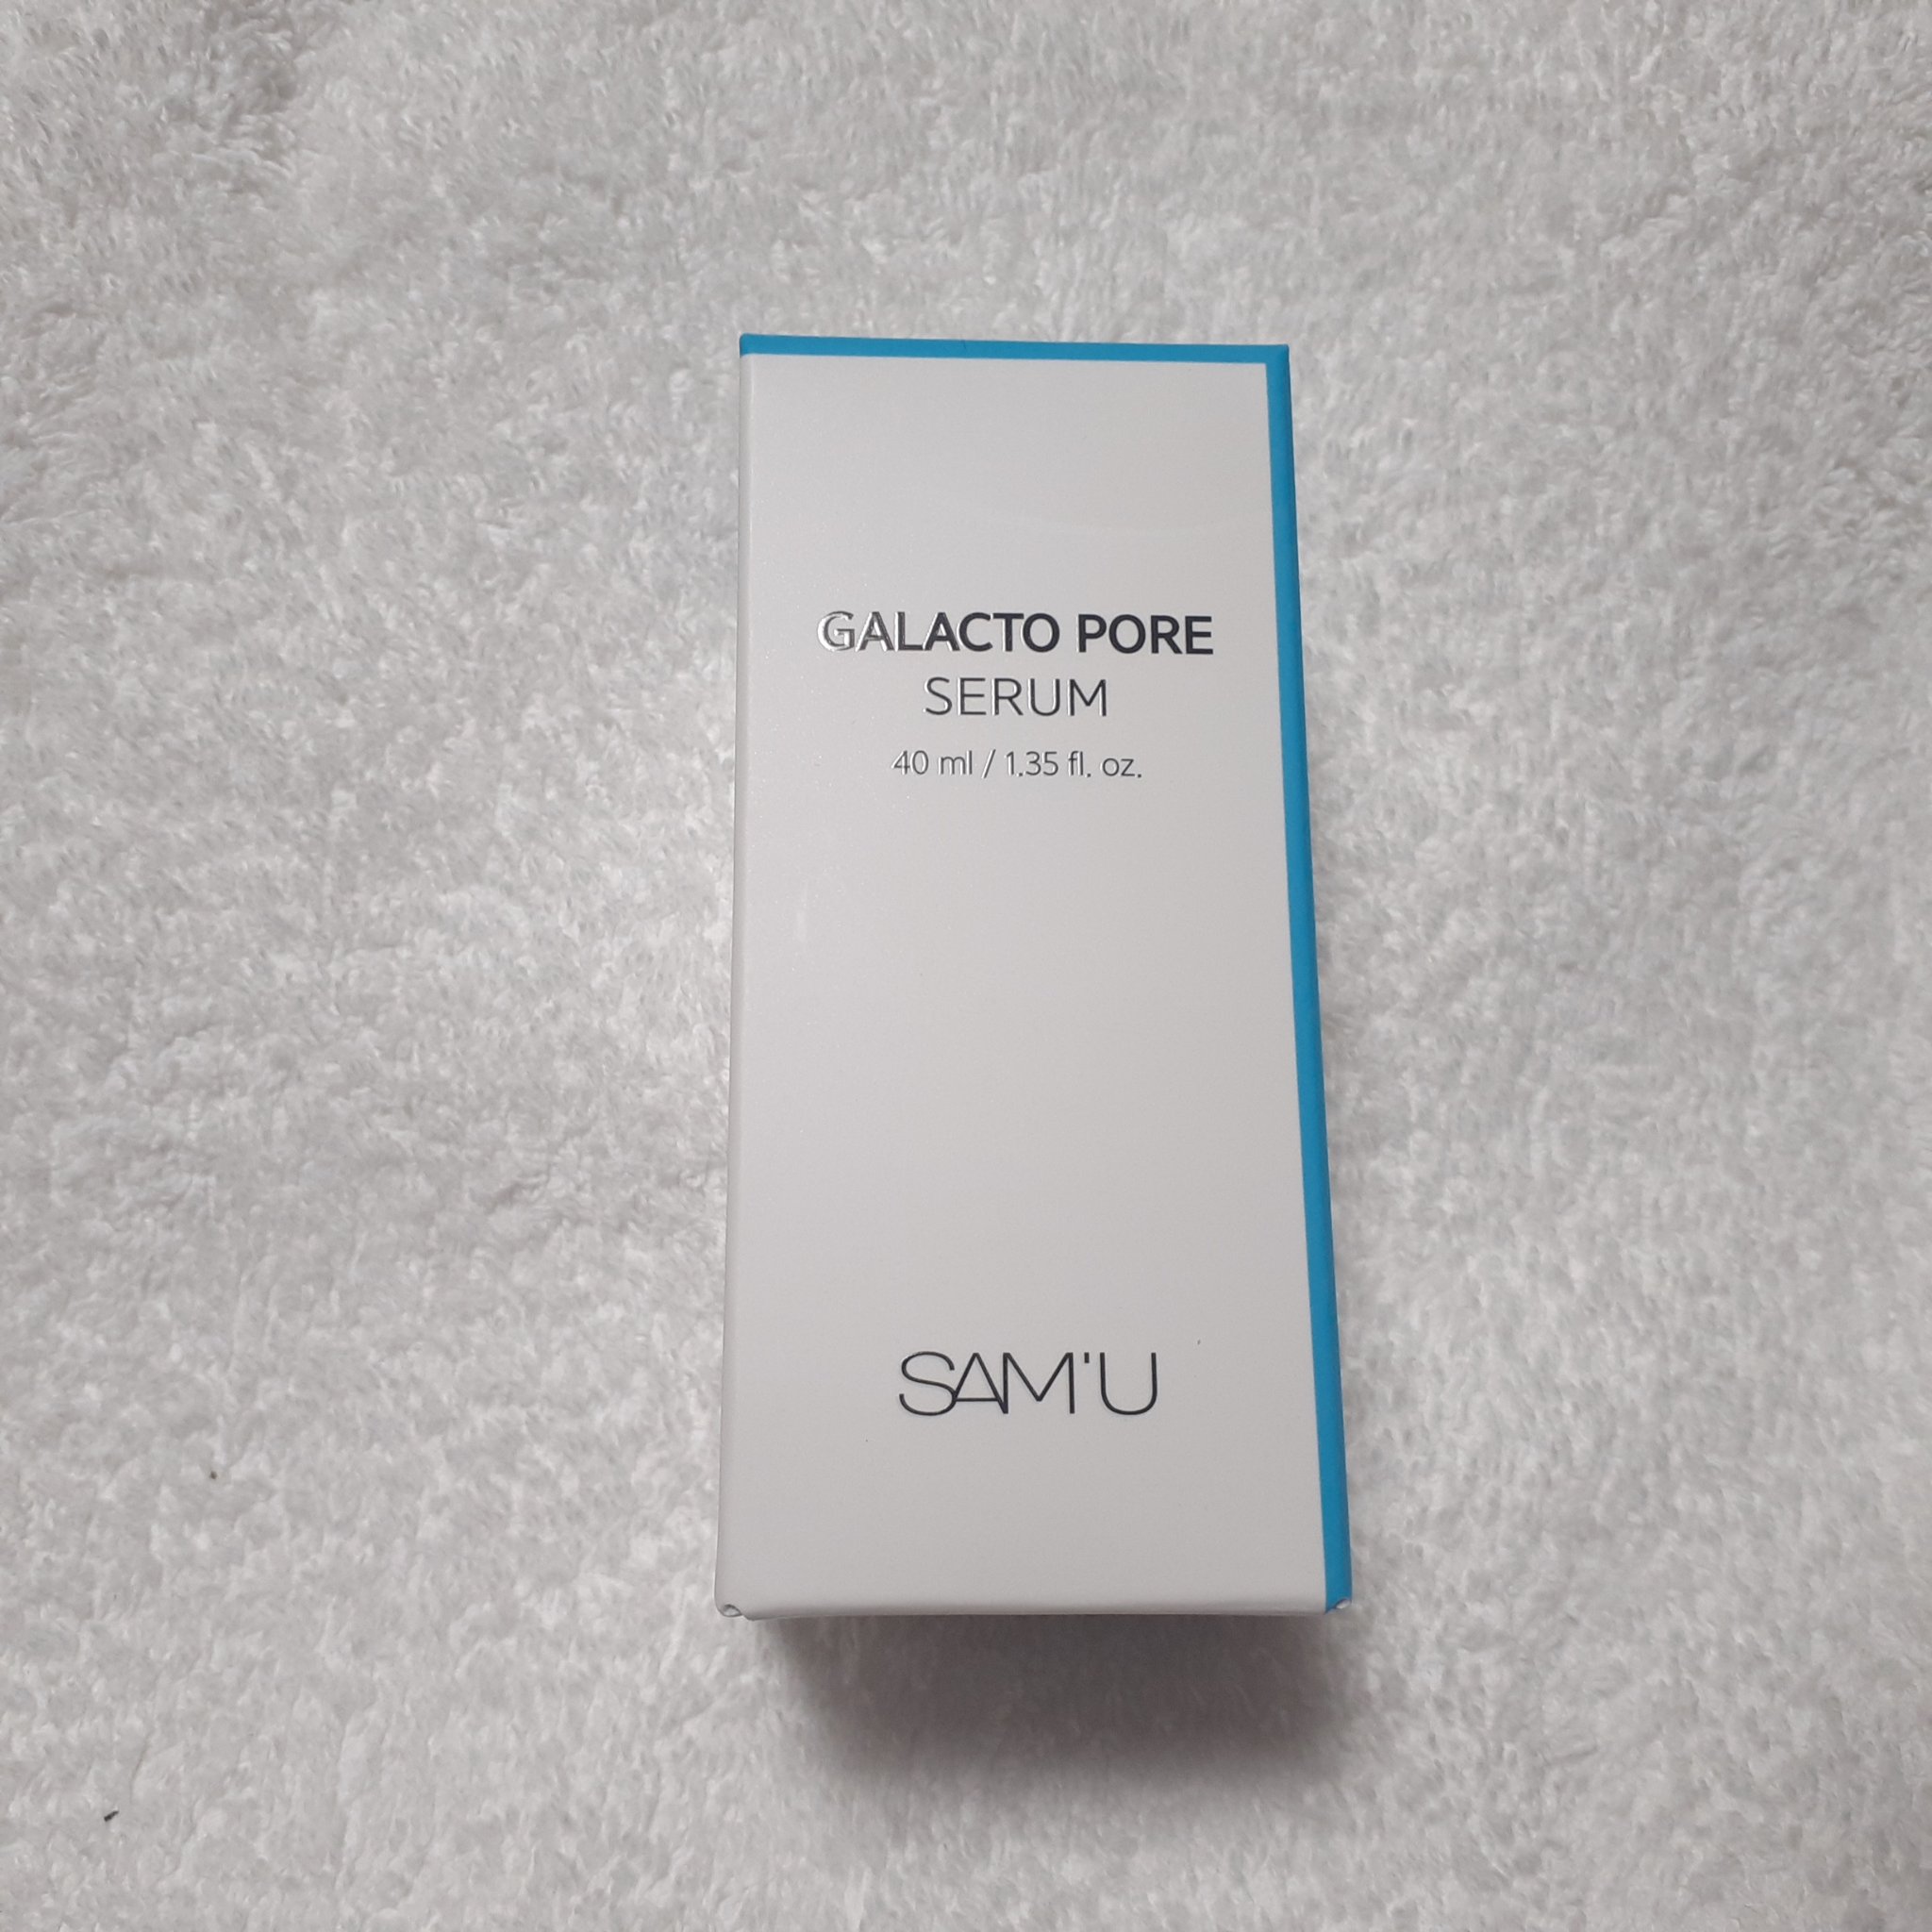 GALACTO PORE
SERUM
40 ml / 1.35 fl. oz.
SAM'U